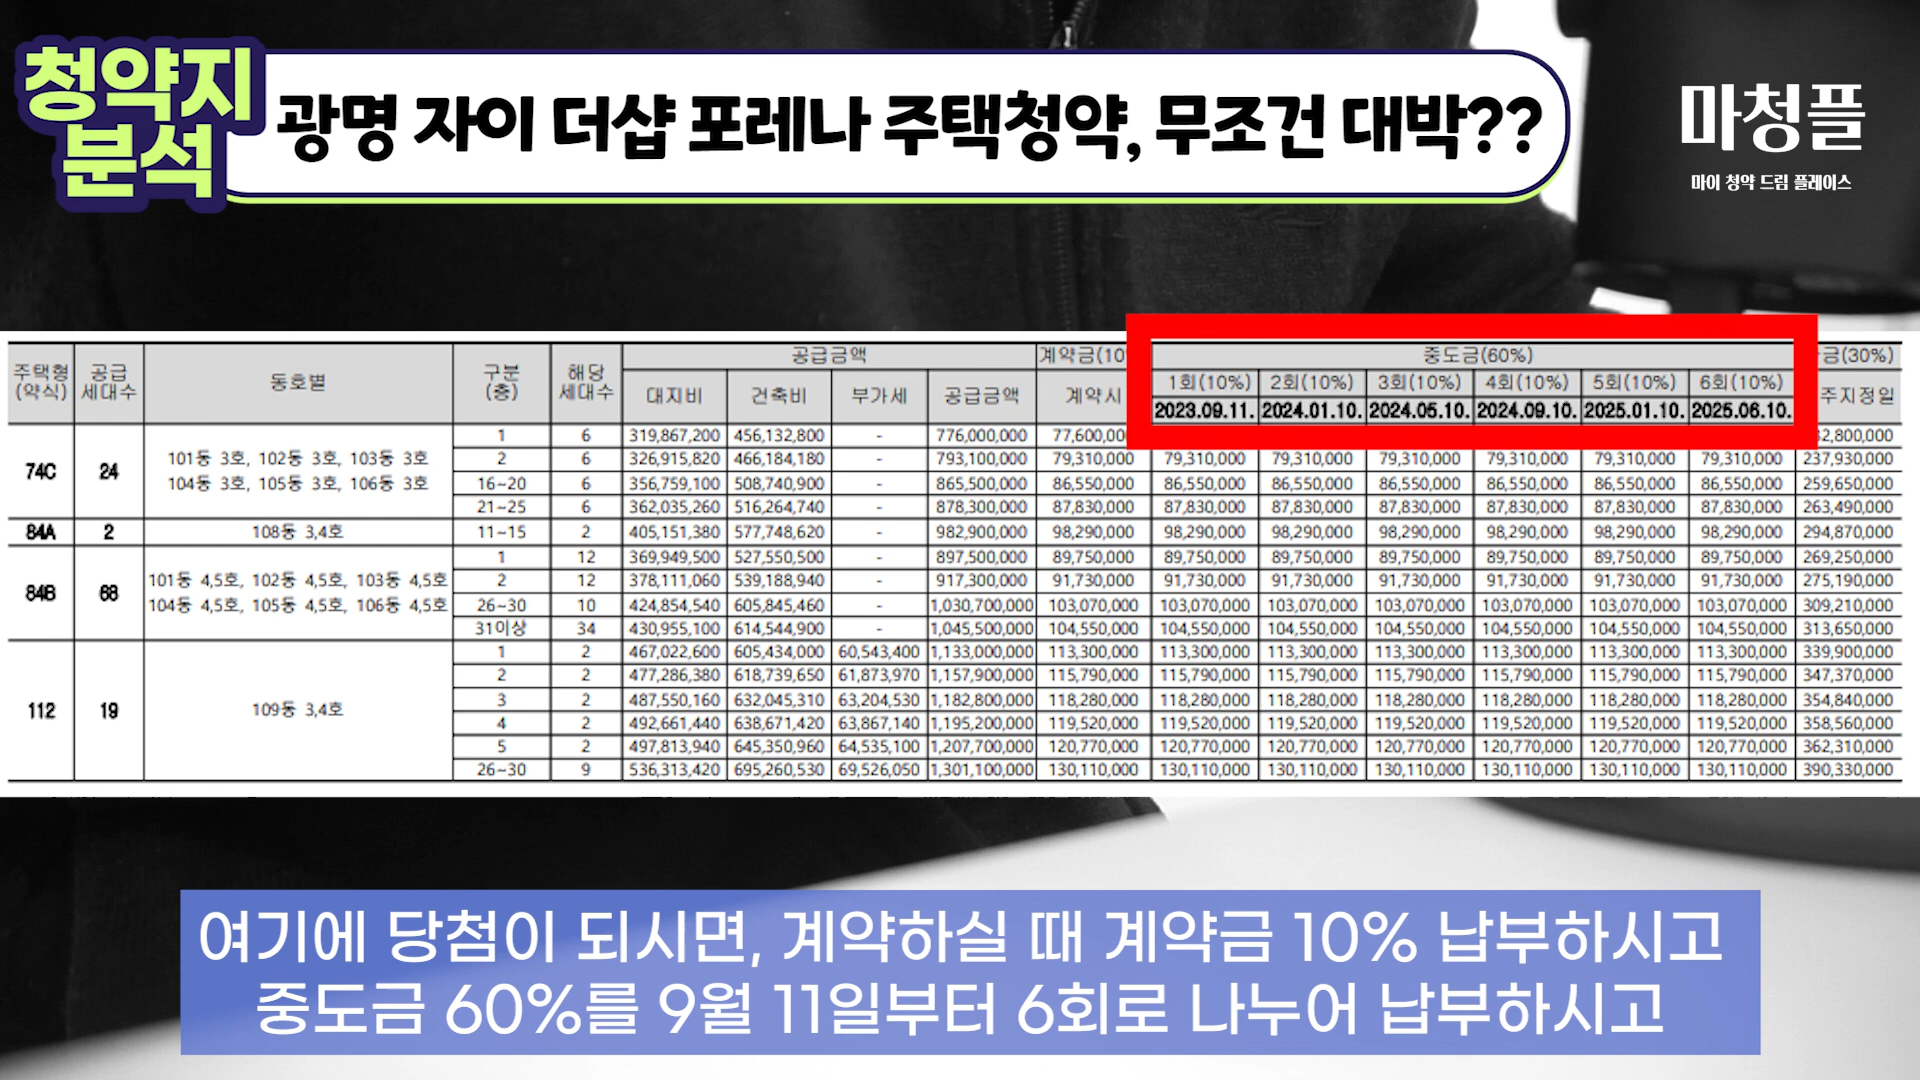 청약지
분석
광명 자이 더샵 포레나 주택청약, 무조건 대박??
마청플
마이 청약 드림 플레이스
주택형 (약식) 공급 세대수 동호별 구분 (층) 해당 세대수 공급금액 계약금(10 중도금(60%) 금(30%)
대지비 건축비 부가세 공급금액 계약시 1회(10%) 2회(10%) 3회(10%) 4회(10%) 5회(10%) 6회(10%) 주지정일
2023.09.11. 2024.01.10. 2024.05.10. 2024.09.10. 2025.01.10. 2025.06.10.
74C 24 101동 3호, 102동 3호, 103동 3호
104동 3호, 105동 3호, 106동 3호
1 6 319,867,200 456,132,800 - 776,000,000 77,600,00 2,800,000
2 6 326,915,820 466,184,180 - 793,100,000 79,310,000 79,310,000 79,310,000 79,310,000 79,310,000 79,310,000 79,310,000 237,930,000
16~20 6 356,759,100 508,740,900 - 865,500,000 86,550,000 86,550,000 86,550,000 86,550,000 86,550,000 86,550,000 86,550,000 259,650,000
21~25 6 362,035,260 516,264,740 - 878,300,000 87,830,000 87,830,000 87,830,000 87,830,000 87,830,000 87,830,000 87,830,000 263,490,000
84A 2 108동 3,4호 11~15 2 405,151,380 577,748,620 - 982,900,000 98,290,000 98,290,000 98,290,000 98,290,000 98,290,000 98,290,000 98,290,000 294,870,000
84B 68 101동 4,5호, 102동 4,5호, 103동 4,5호
104동 4,5호, 105동 4,5호, 106동 4,5호
1 12 369,949,500 527,550,500 - 897,500,000 89,750,000 89,750,000 89,750,000 89,750,000 89,750,000 89,750,000 89,750,000 269,250,000
2 12 378,111,060 539,188,940 - 917,300,000 91,730,000 91,730,000 91,730,000 91,730,000 91,730,000 91,730,000 91,730,000 275,190,000
26~30 10 424,854,540 605,845,460 - 1,030,700,000 103,070,000 103,070,000 103,070,000 103,070,000 103,070,000 103,070,000 103,070,000 309,210,000
31이상 34 430,955,100 614,544,900 - 1,045,500,000 104,550,000 104,550,000 104,550,000 104,550,000 104,550,000 104,550,000 104,550,000 313,650,000
112 19 109동 3,4호
1 2 467,022,600 605,434,000 60,543,400 1,133,000,000 113,300,000 113,300,000 113,300,000 113,300,000 113,300,000 113,300,000 113,300,000 339,900,000
2 2 477,286,380 618,739,650 61,873,970 1,157,900,000 115,790,000 115,790,000 115,790,000 115,790,000 115,790,000 115,790,000 115,790,000 347,370,000
3 2 487,550,160 632,045,310 63,204,530 1,182,800,000 118,280,000 118,280,000 118,280,000 118,280,000 118,280,000 118,280,000 118,280,000 354,840,000
4 2 492,661,440 638,671,420 63,867,140 1,195,200,000 119,520,000 119,520,000 119,520,000 119,520,000 119,520,000 119,520,000 119,520,000 358,560,000
5 2 497,813,940 645,350,960 64,535,100 1,207,700,000 120,770,000 120,770,000 120,770,000 120,770,000 120,770,000 120,770,000 120,770,000 362,310,000
26~30 9 536,313,420 695,260,530 69,526,050 1,301,100,000 130,110,000 130,110,000 130,110,000 130,110,000 130,110,000 130,110,000 130,110,000 390,330,000
여기에 당첨이 되시면, 계약하실 때 계약금 10% 납부하시고
중도금 60%를 9월 11일부터 6회로 나누어 납부하시고